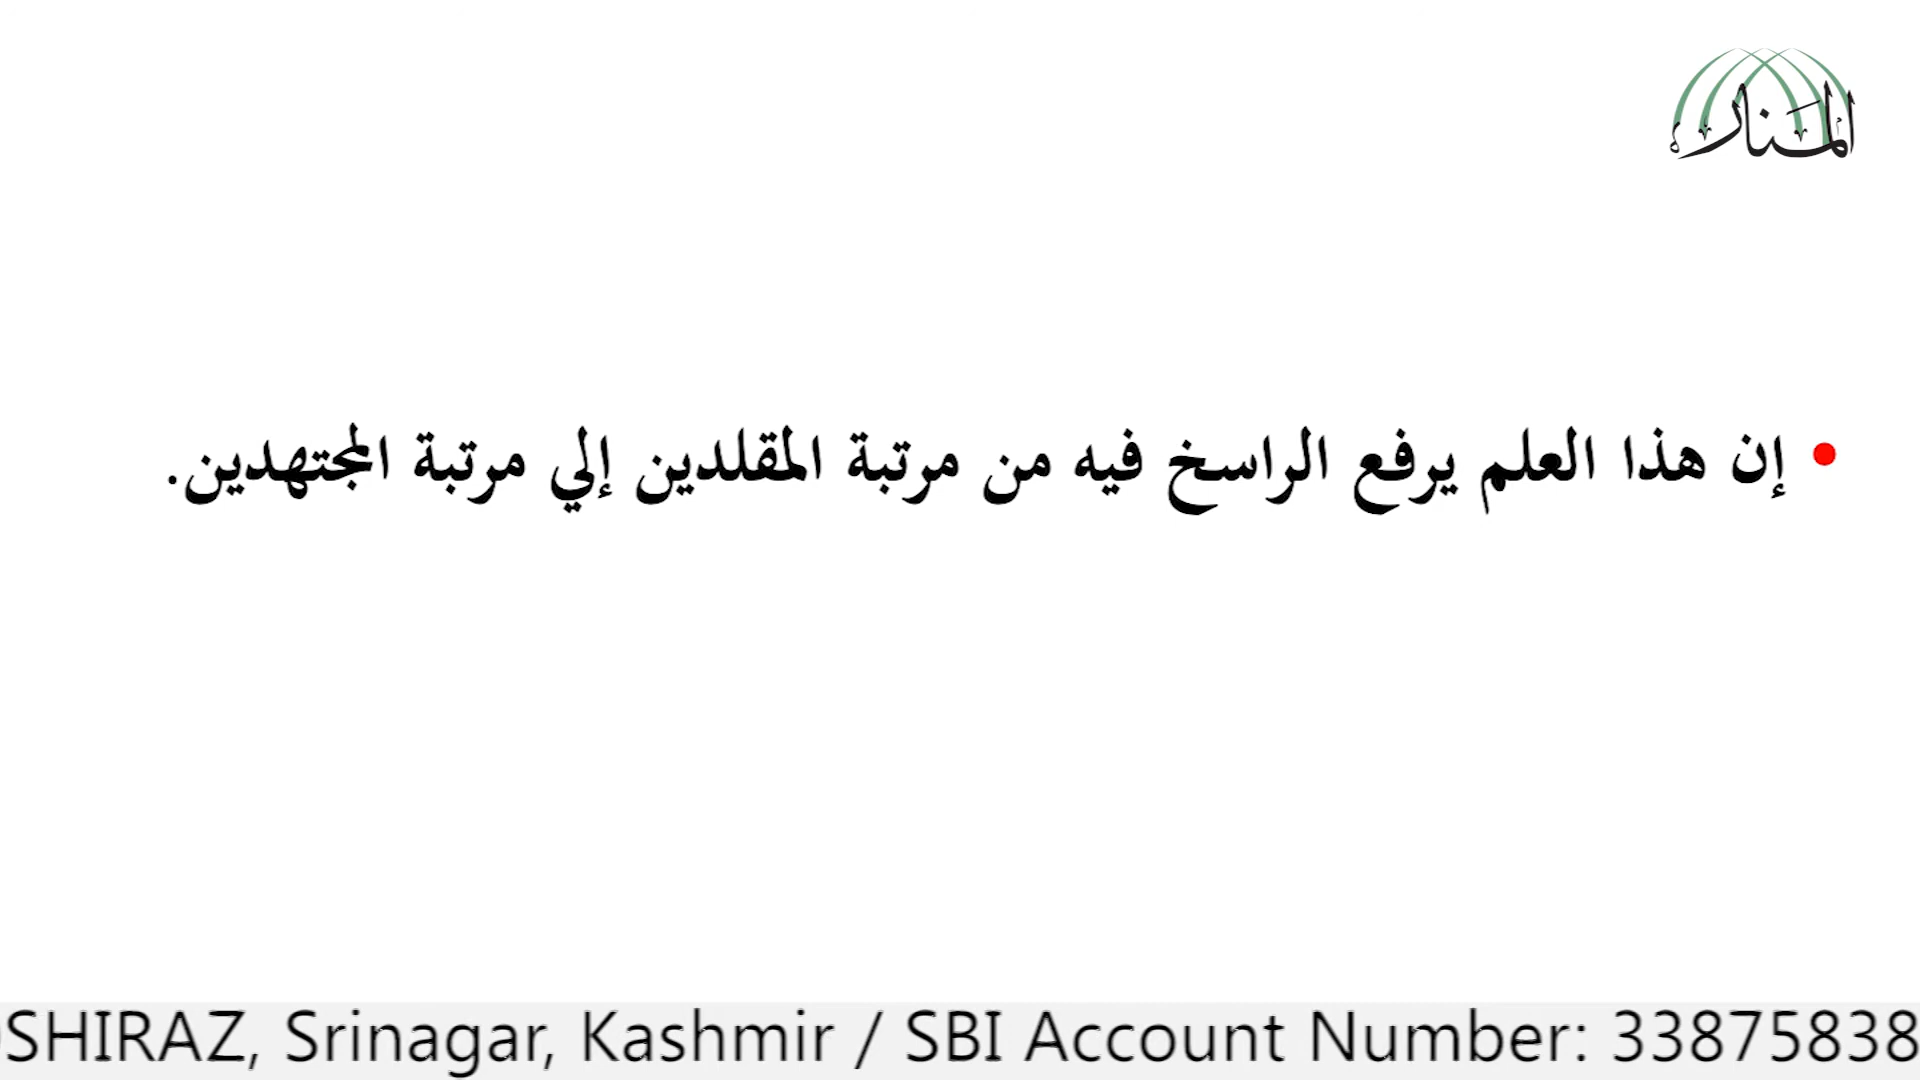 المنار
إن هذا العلم يرفع الراسخ فيه من مرتبة المقلدين إلي مرتبة المجتهدين.
SHIRAZ, Srinagar, Kashmir / SBI Account Number: 33875838